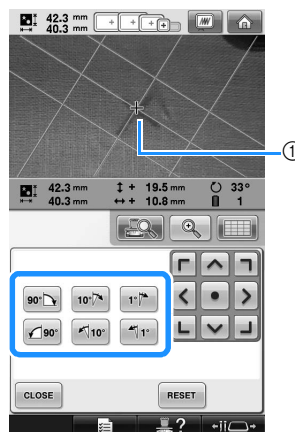 42.3 mm
40.3 mm
①
42.3 mm + 19.5 mm 33°
40.3 mm + 10.8 mm 1
90° 10° 1°
90° 10° 1°
CLOSE RESET
?